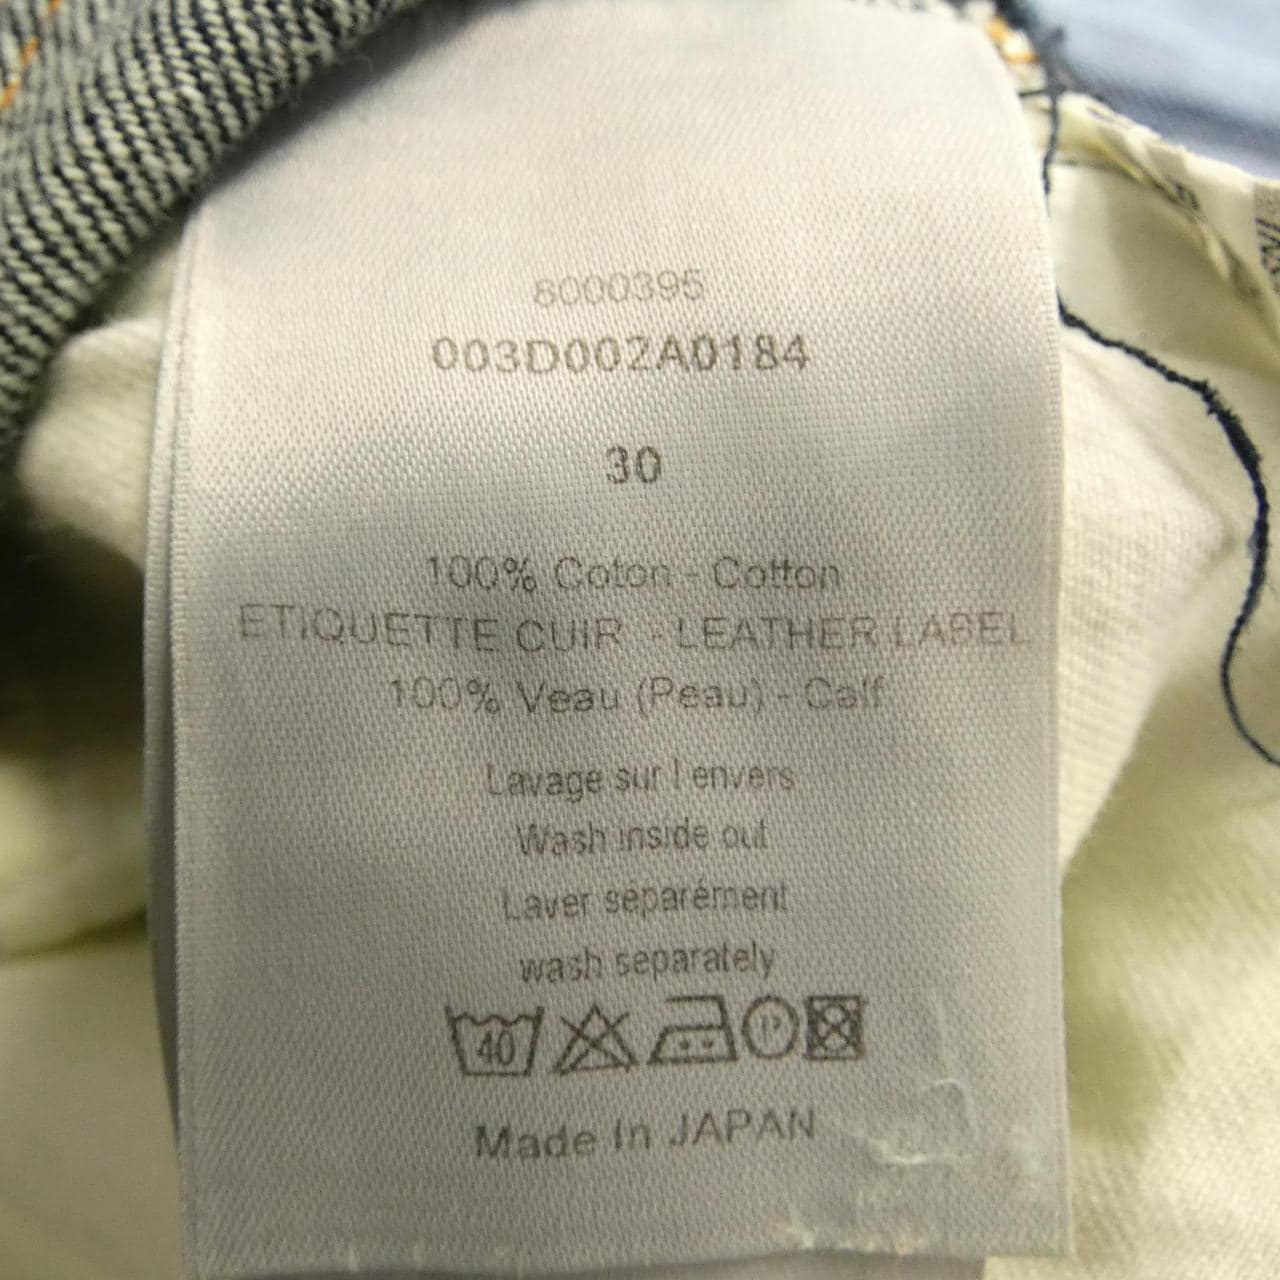 8000395
003D002A0184
30
100% Coton - Cotton
ETIQUETTE CUIR - LEATHER LABEL
100% Veau (Peau) - Calf
Lavage sur l envers
Wash inside out
Laver séparément
wash separately
40 P
Made In JAPAN